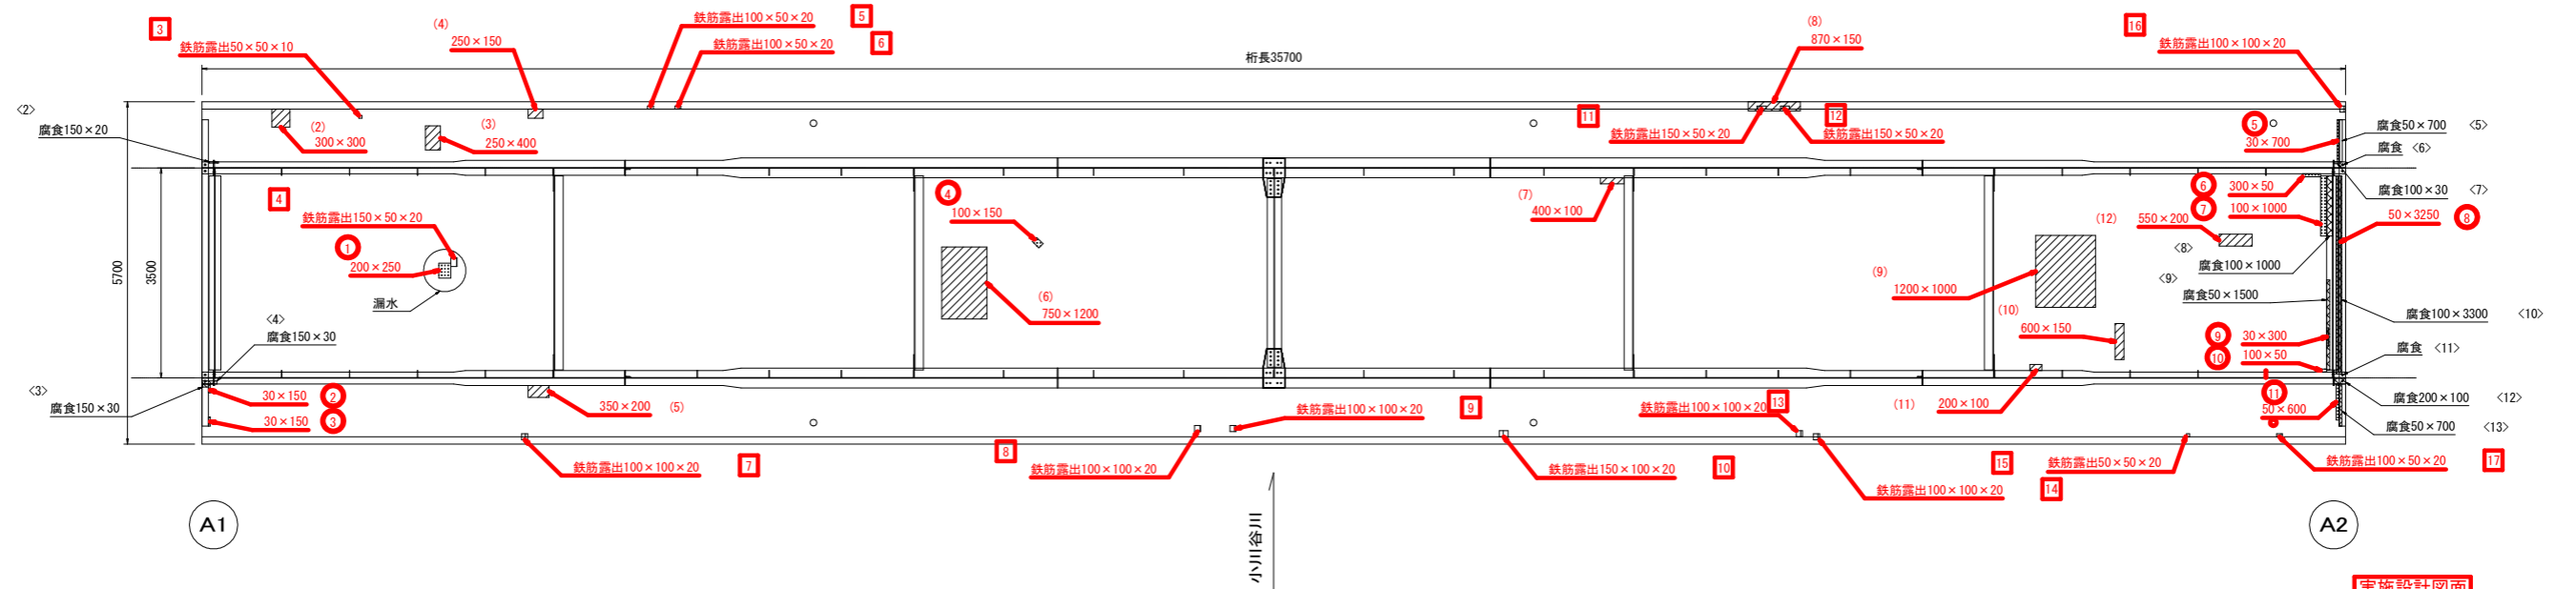 3
鉄筋露出50×50×10
(4)
250×150
鉄筋露出100×50×20
5
鉄筋露出100×50×20
6
桁長35700
(8)
870×150
16
鉄筋露出100×100×20
<2>
腐食150×20
(2)
300×300
(3)
250×400
11
鉄筋露出150×50×20
12
鉄筋露出150×50×20
5
30×700
腐食50×700 <5>
腐食 <6>
腐食100×30 <7>
5700
3500
4
鉄筋露出150×50×20
1
200×250
漏水
4
100×150
(7)
400×100
6
300×50
7
100×1000
(12)
550×200
50×3250
8
<8>
腐食100×1000
<9>
腐食50×1500
(6)
750×1200
(9)
1200×1000
(10)
600×150
<4>
腐食150×30
腐食100×3300 <10>
9
30×300
10
100×50
腐食 <11>
<3>
腐食150×30
30×150
2
30×150
3
350×200 (5)
鉄筋露出100×100×20
9
鉄筋露出100×100×20
13
(11)
200×100
11
50×600
腐食200×100 <12>
腐食50×700 <13>
鉄筋露出100×100×20
7
8
鉄筋露出100×100×20
鉄筋露出150×100×20
10
15
鉄筋露出50×50×20
鉄筋露出100×50×20
17
鉄筋露出100×100×20
14
A1
小川谷川
A2
実施設計図面